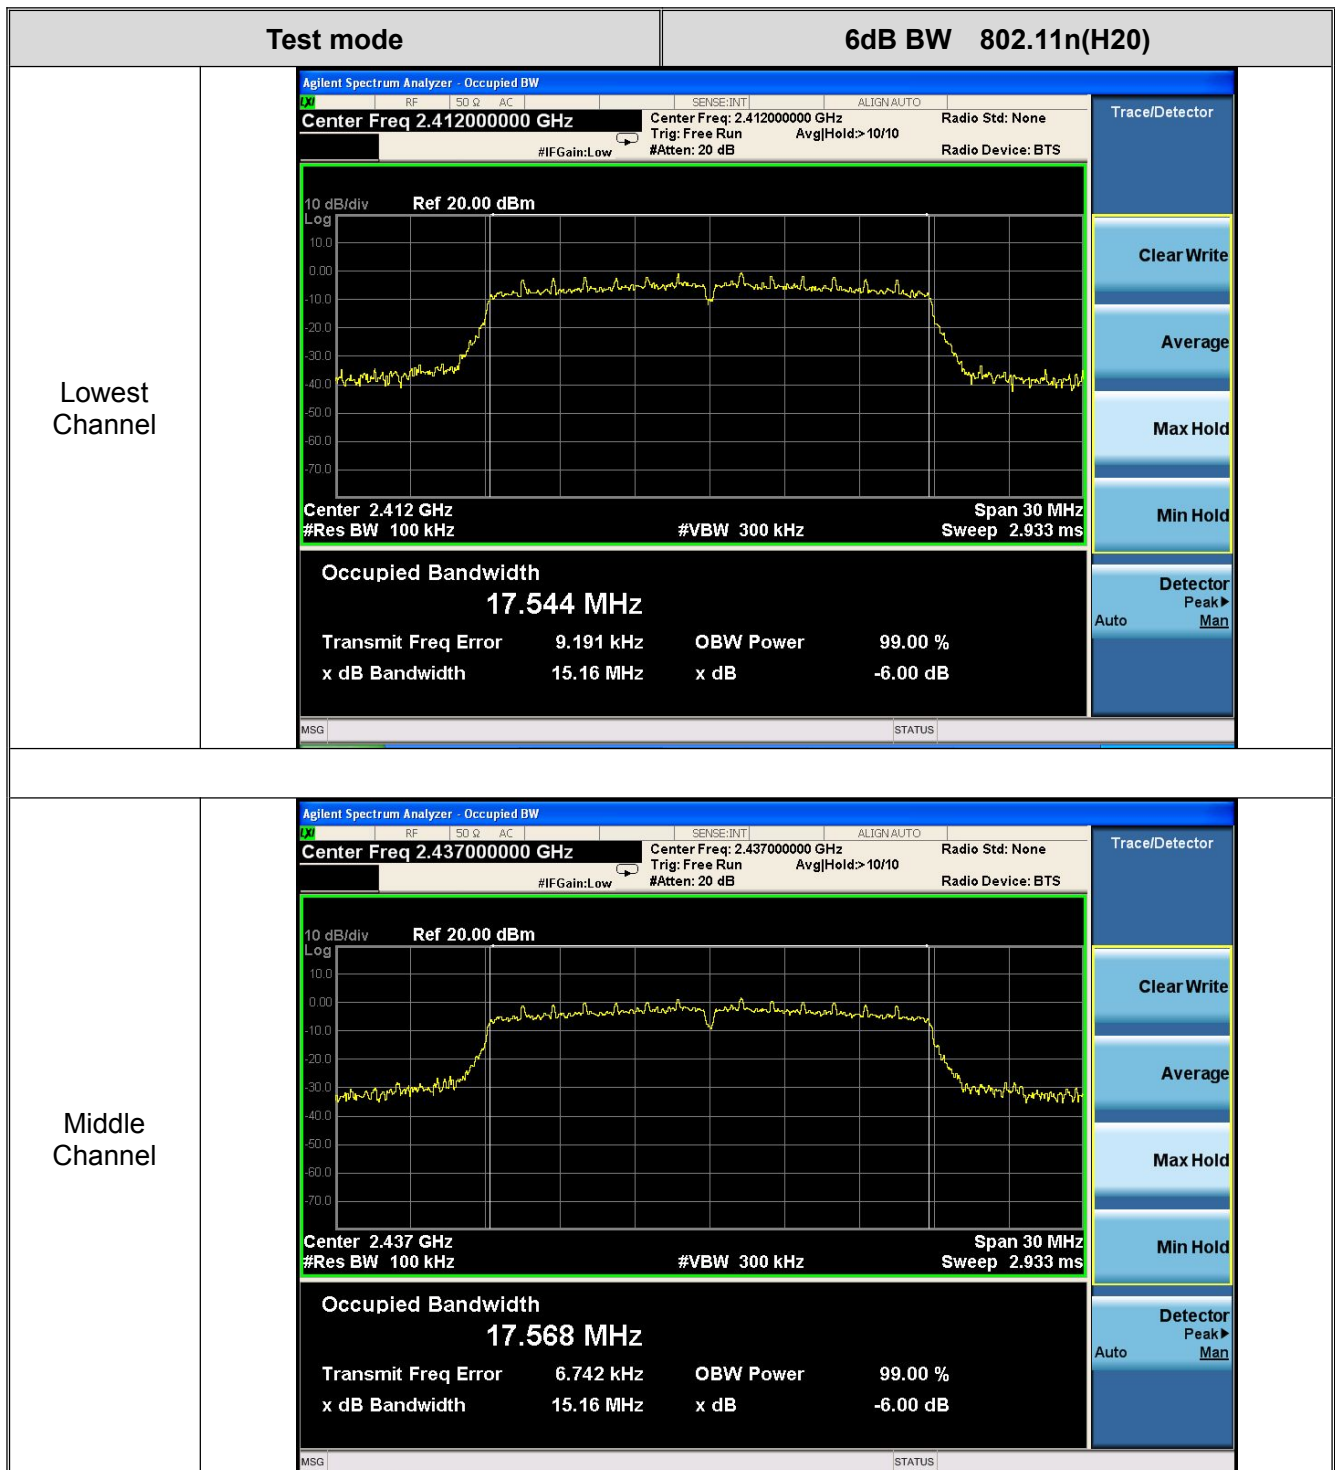 Test mode
6dB BW 802.11n(H20)
Lowest
Channel
Agilent Spectrum Analyzer - Occupied BW
LXI RF 50 Ω AC SENSE:INT ALIGN AUTO
Center Freq 2.412000000 GHz
Center Freq: 2.412000000 GHz
Radio Std: None
Trig: Free Run Avg|Hold:>10/10
#IFGain:Low
#Atten: 20 dB
Radio Device: BTS
10 dB/div Ref 20.00 dBm
Log
10.0
0.00
-10.0
-20.0
-30.0
-40.0
-50.0
-60.0
-70.0
Center 2.412 GHz Span 30 MHz
#Res BW 100 kHz #VBW 300 kHz Sweep 2.933 ms
Occupied Bandwidth
17.544 MHz
Transmit Freq Error 9.191 kHz OBW Power 99.00 %
x dB Bandwidth 15.16 MHz x dB -6.00 dB
MSG STATUS
Trace/Detector
Clear Write
Average
Max Hold
Min Hold
Detector
Peak▶
Auto Man
Middle
Channel
Agilent Spectrum Analyzer - Occupied BW
LXI RF 50 Ω AC SENSE:INT ALIGN AUTO
Center Freq 2.437000000 GHz
Center Freq: 2.437000000 GHz
Radio Std: None
Trig: Free Run Avg|Hold:>10/10
#IFGain:Low
#Atten: 20 dB
Radio Device: BTS
10 dB/div Ref 20.00 dBm
Log
10.0
0.00
-10.0
-20.0
-30.0
-40.0
-50.0
-60.0
-70.0
Center 2.437 GHz Span 30 MHz
#Res BW 100 kHz #VBW 300 kHz Sweep 2.933 ms
Occupied Bandwidth
17.568 MHz
Transmit Freq Error 6.742 kHz OBW Power 99.00 %
x dB Bandwidth 15.16 MHz x dB -6.00 dB
MSG STATUS
Trace/Detector
Clear Write
Average
Max Hold
Min Hold
Detector
Peak▶
Auto Man